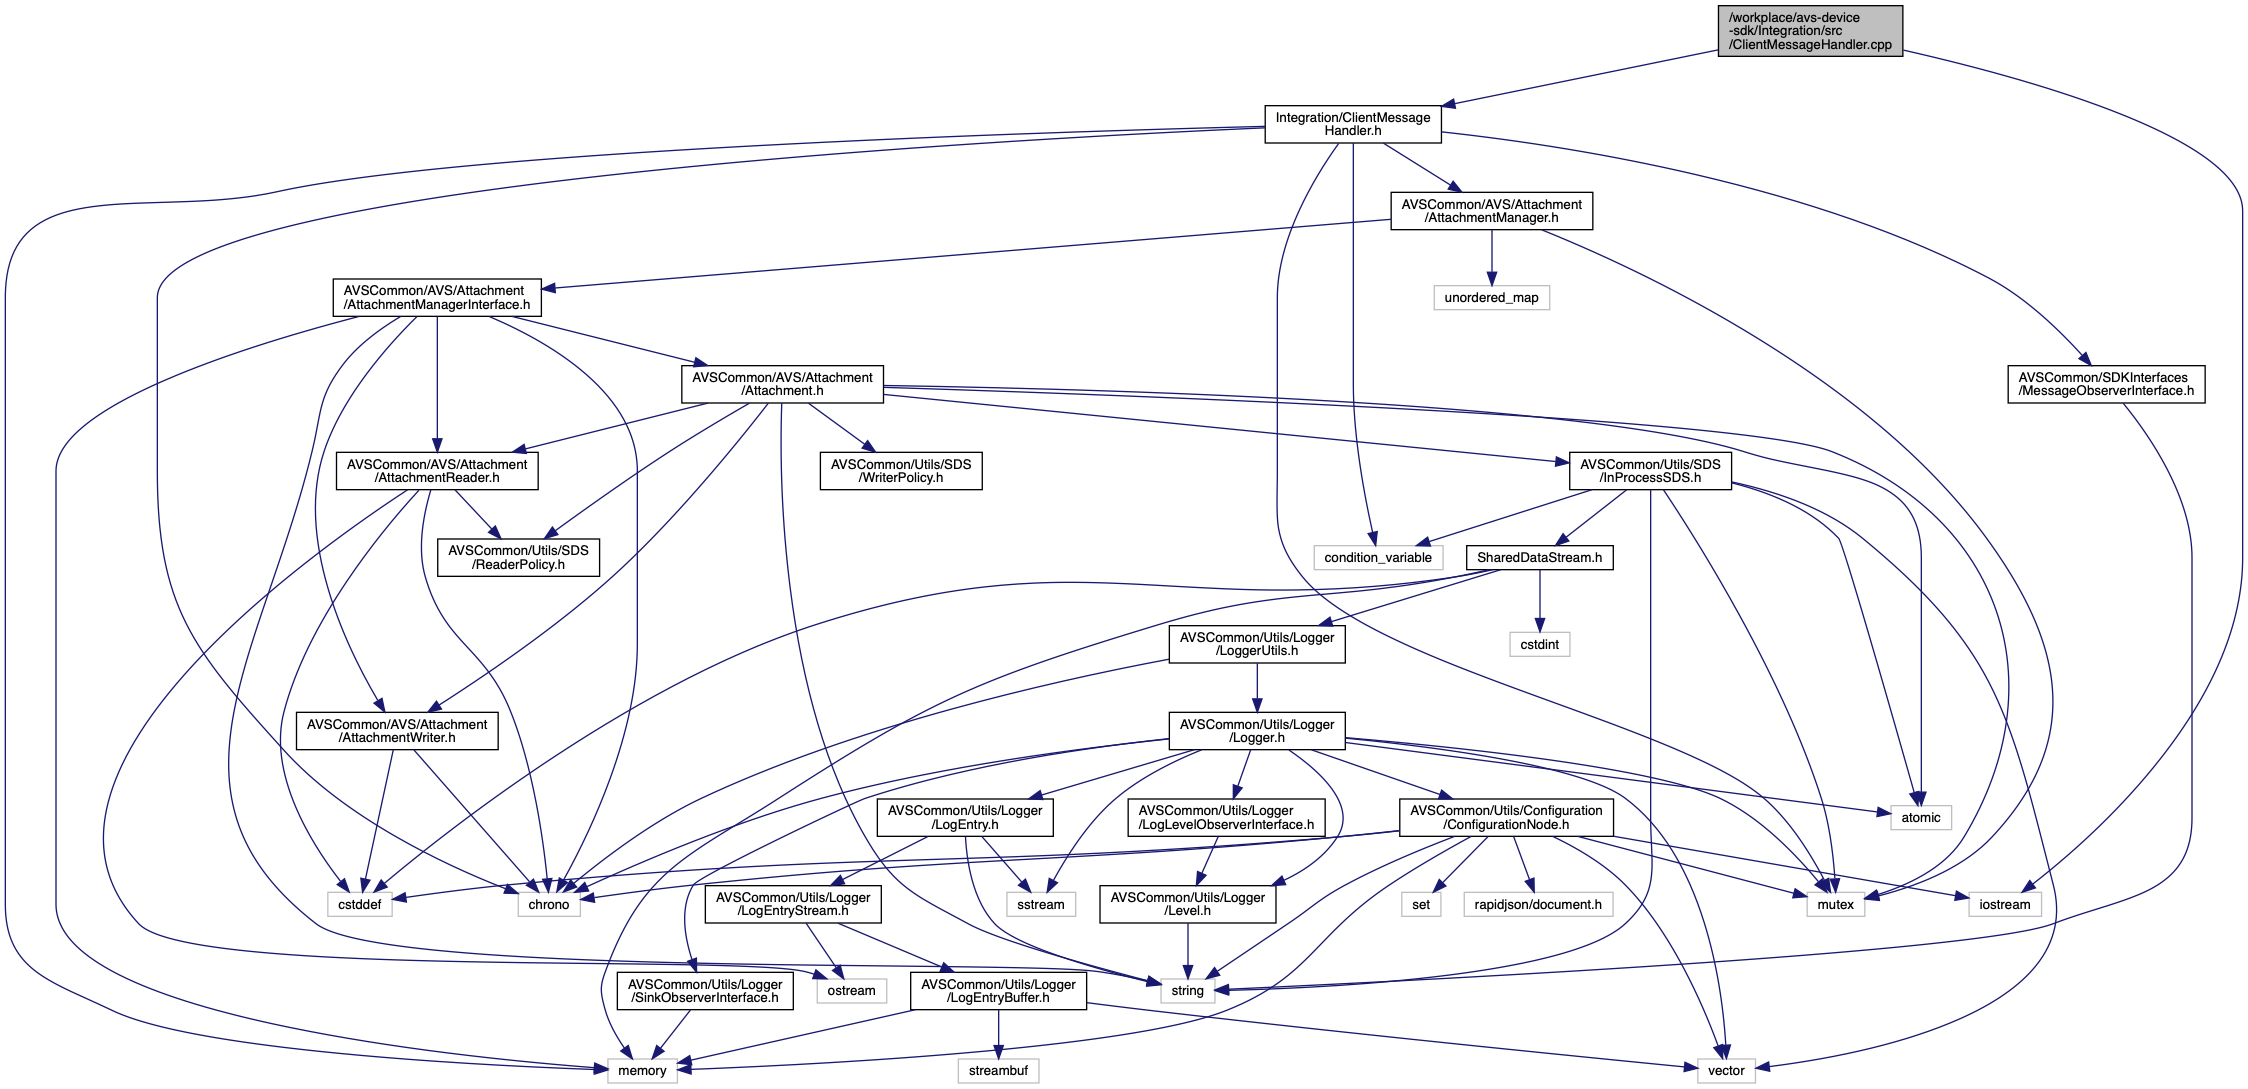 /workplace/avs-device
-sdk/Integration/src
/ClientMessageHandler.cpp
Integration/ClientMessage
Handler.h
AVSCommon/AVS/Attachment
/AttachmentManager.h
AVSCommon/AVS/Attachment
/AttachmentManagerInterface.h
unordered_map
AVSCommon/AVS/Attachment
/Attachment.h
AVSCommon/SDKInterfaces
/MessageObserverInterface.h
AVSCommon/AVS/Attachment
/AttachmentReader.h
AVSCommon/Utils/SDS
/WriterPolicy.h
AVSCommon/Utils/SDS
/InProcessSDS.h
AVSCommon/Utils/SDS
/ReaderPolicy.h
condition_variable
SharedDataStream.h
AVSCommon/Utils/Logger
/LoggerUtils.h
cstdint
AVSCommon/AVS/Attachment
/AttachmentWriter.h
AVSCommon/Utils/Logger
/Logger.h
AVSCommon/Utils/Logger
/LogEntry.h
AVSCommon/Utils/Logger
/LogLevelObserverInterface.h
AVSCommon/Utils/Configuration
/ConfigurationNode.h
atomic
cstddef
chrono
AVSCommon/Utils/Logger
/LogEntryStream.h
sstream
AVSCommon/Utils/Logger
/Level.h
set
rapidjson/document.h
mutex
iostream
AVSCommon/Utils/Logger
/SinkObserverInterface.h
ostream
AVSCommon/Utils/Logger
/LogEntryBuffer.h
string
memory
streambuf
vector